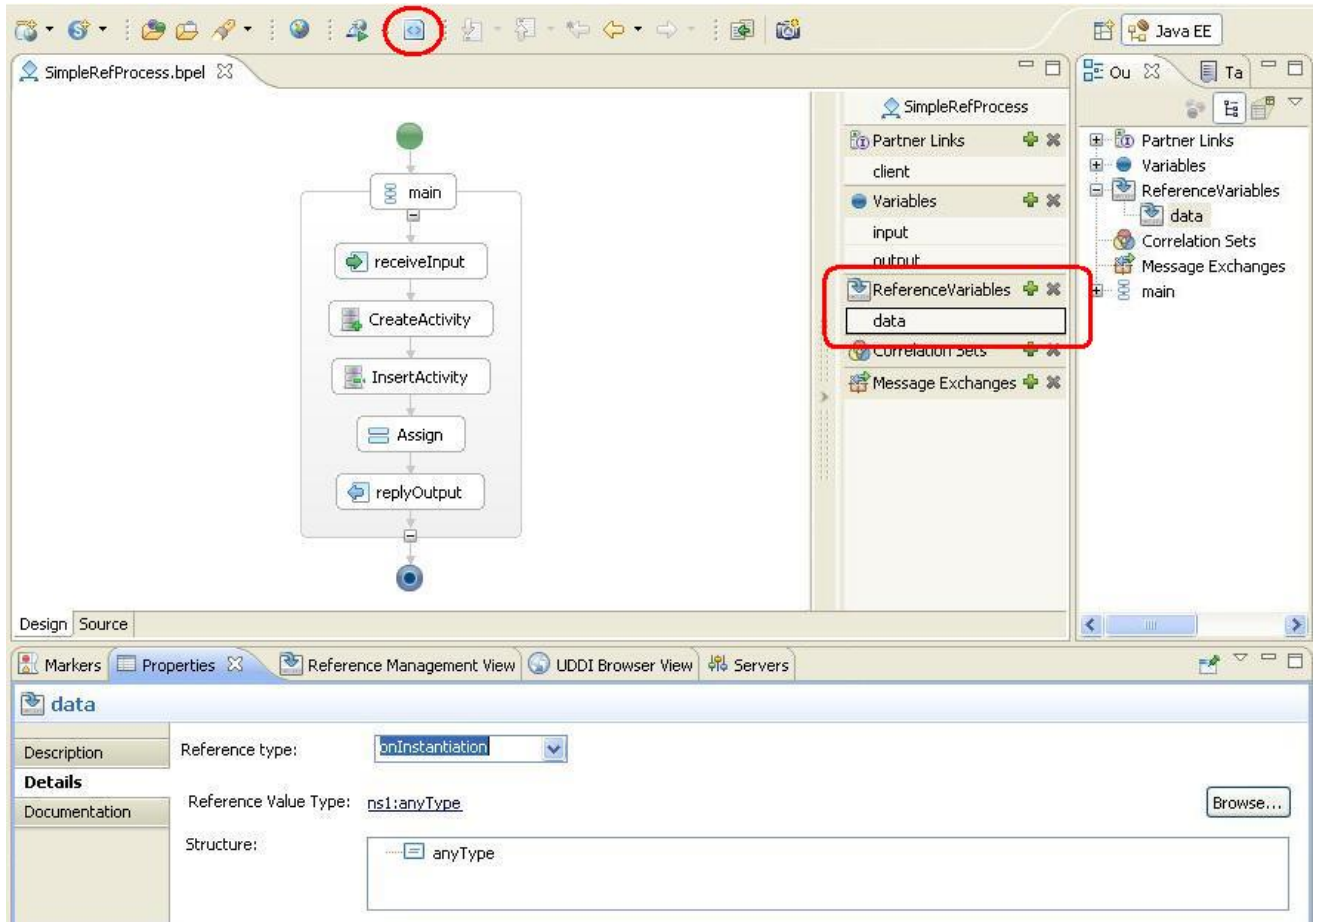 Java EE
SimpleRefProcess.bpel
Ou
Ta
SimpleRefProcess
Partner Links
client
Variables
input
output
ReferenceVariables
data
Correlation Sets
Message Exchanges
Partner Links
Variables
ReferenceVariables
data
Correlation Sets
Message Exchanges
main
main
receiveInput
CreateActivity
InsertActivity
Assign
replyOutput
Design Source
Markers Properties Reference Management View UDDI Browser View Servers
data
Description
Details
Documentation
Reference type: onInstantiation
Reference Value Type: ns1:anyType Browse...
Structure:
anyType